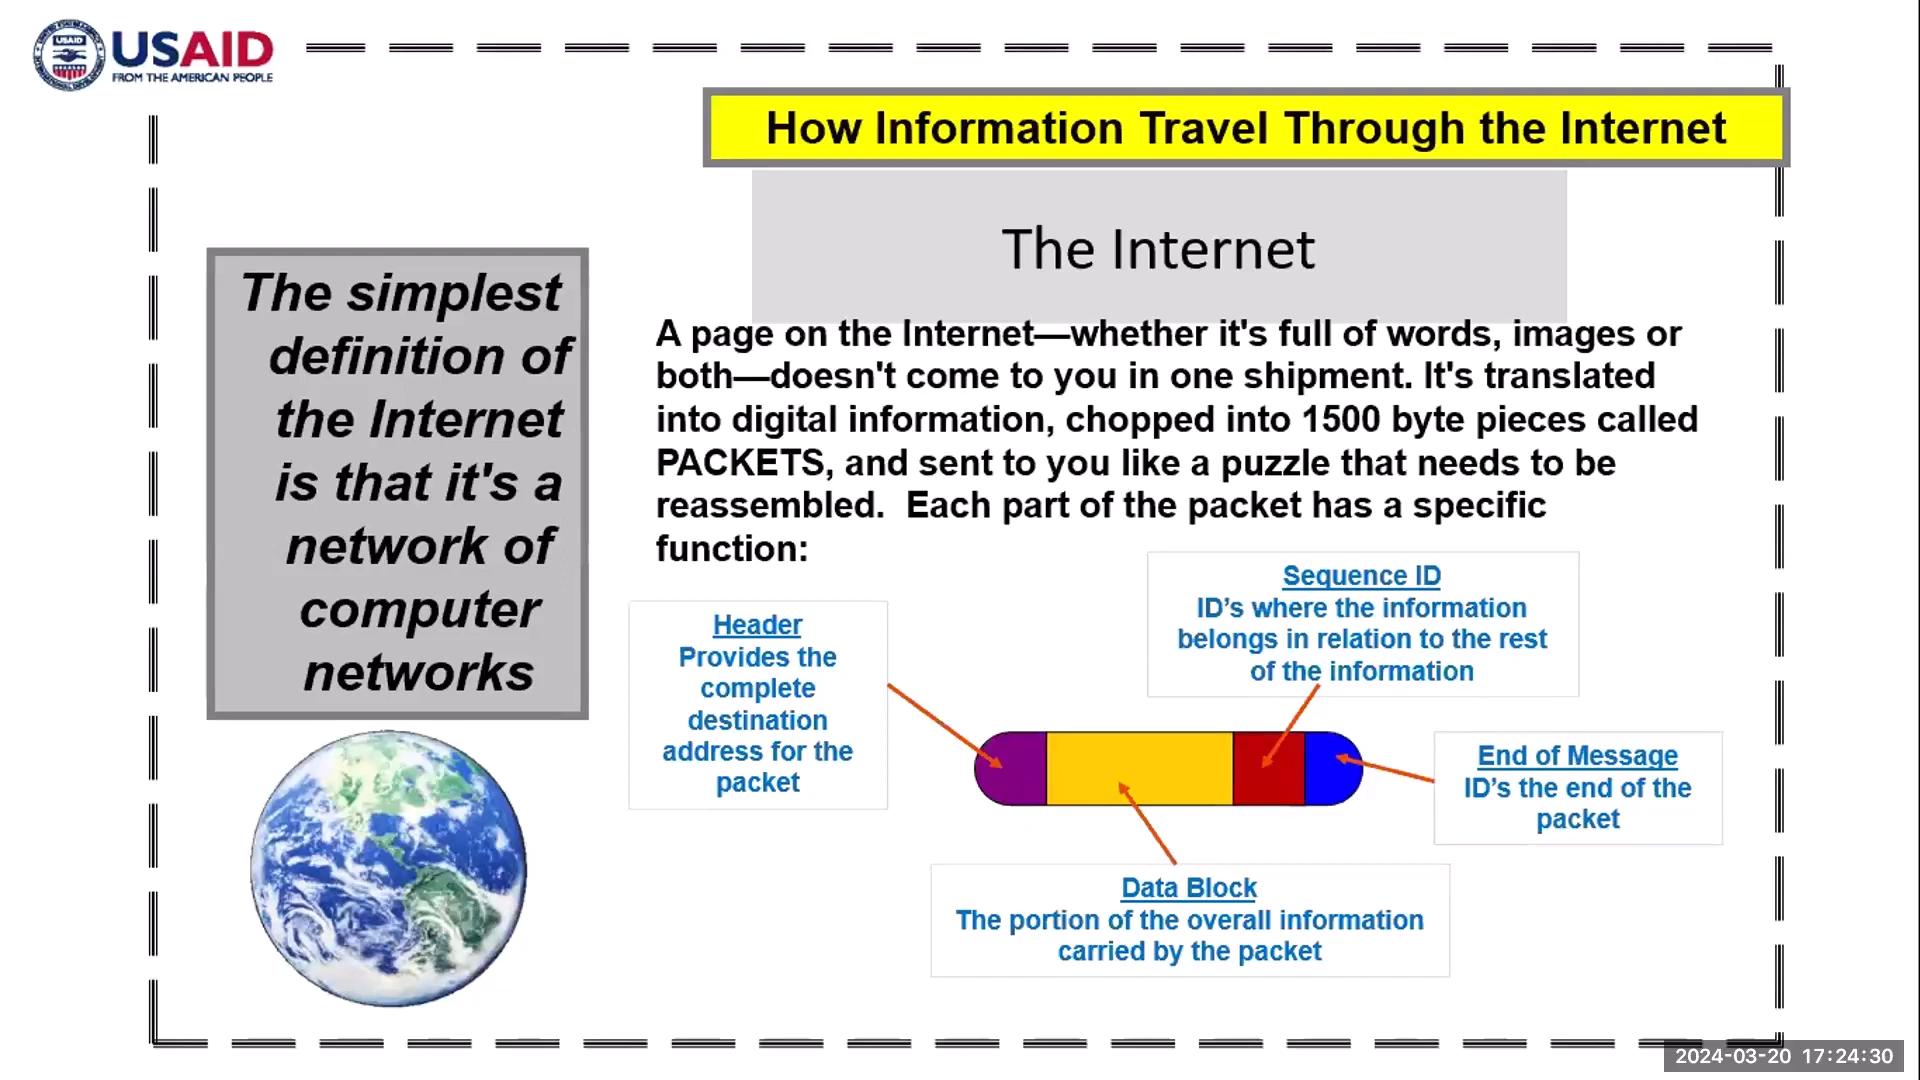 USAID
USAID
FROM THE AMERICAN PEOPLE
How Information Travel Through the Internet
The Internet
The simplest
definition of
the Internet
is that it's a
network of
computer
networks
A page on the Internet—whether it's full of words, images or
both—doesn't come to you in one shipment. It's translated
into digital information, chopped into 1500 byte pieces called
PACKETS, and sent to you like a puzzle that needs to be
reassembled.  Each part of the packet has a specific
function:
Header
Provides the
complete
destination
address for the
packet
Sequence ID
ID’s where the information
belongs in relation to the rest
of the information
End of Message
ID’s the end of the
packet
Data Block
The portion of the overall information
carried by the packet
2024-03-20 17:24:30